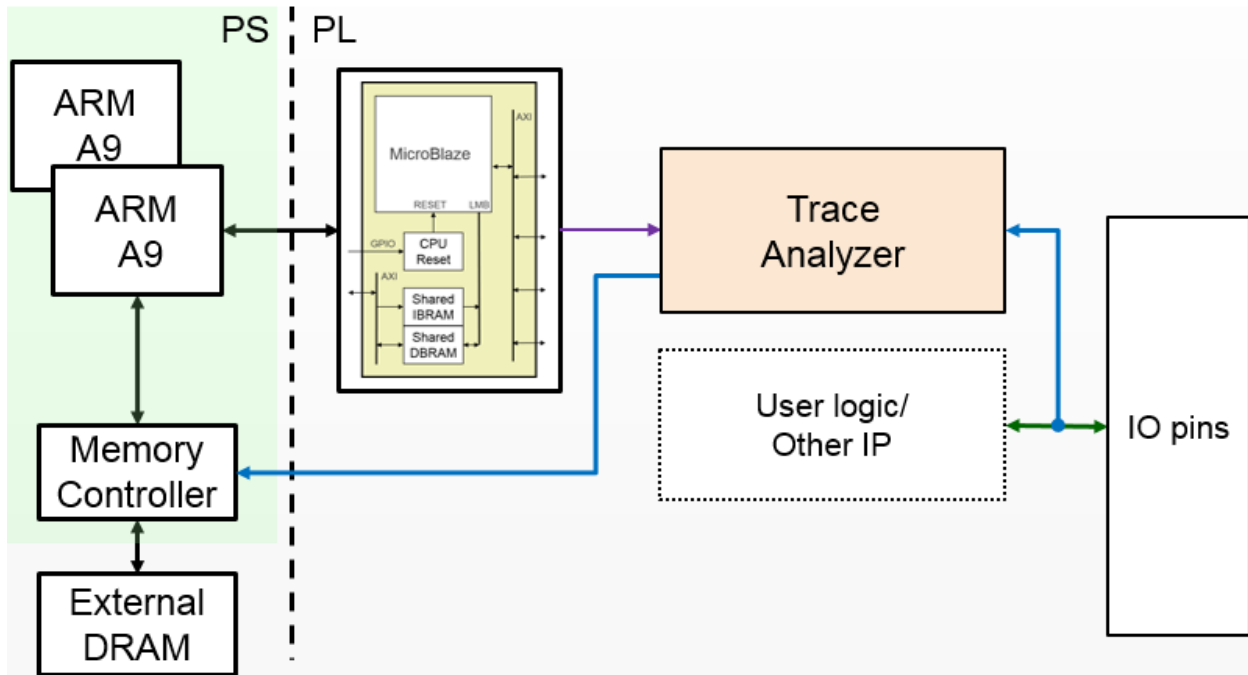 PS
PL
ARM
A9
ARM
A9
Memory
Controller
External
DRAM
MicroBlaze
AXI
RESET
LMB
GPIO
CPU
Reset
AXI
Shared
IBRAM
Shared
DBRAM
Trace
Analyzer
User logic/
Other IP
IO pins